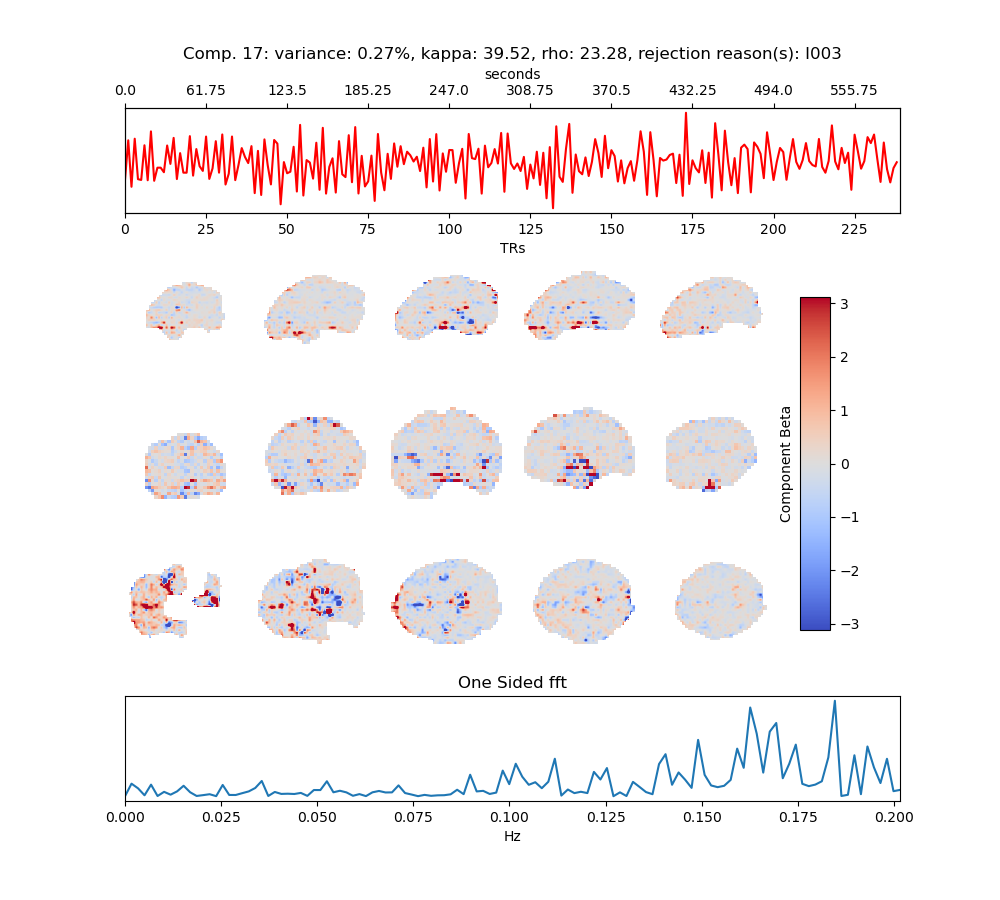 Comp. 17: variance: 0.27%, kappa: 39.52, rho: 23.28, rejection reason(s): I003
seconds
0.0 61.75 123.5 185.25 247.0 308.75 370.5 432.25 494.0 555.75
0 25 50 75 100 125 150 175 200 225
TRs
3
2
1
0
−1
−2
−3
Component Beta
One Sided fft
0.000 0.025 0.050 0.075 0.100 0.125 0.150 0.175 0.200
Hz